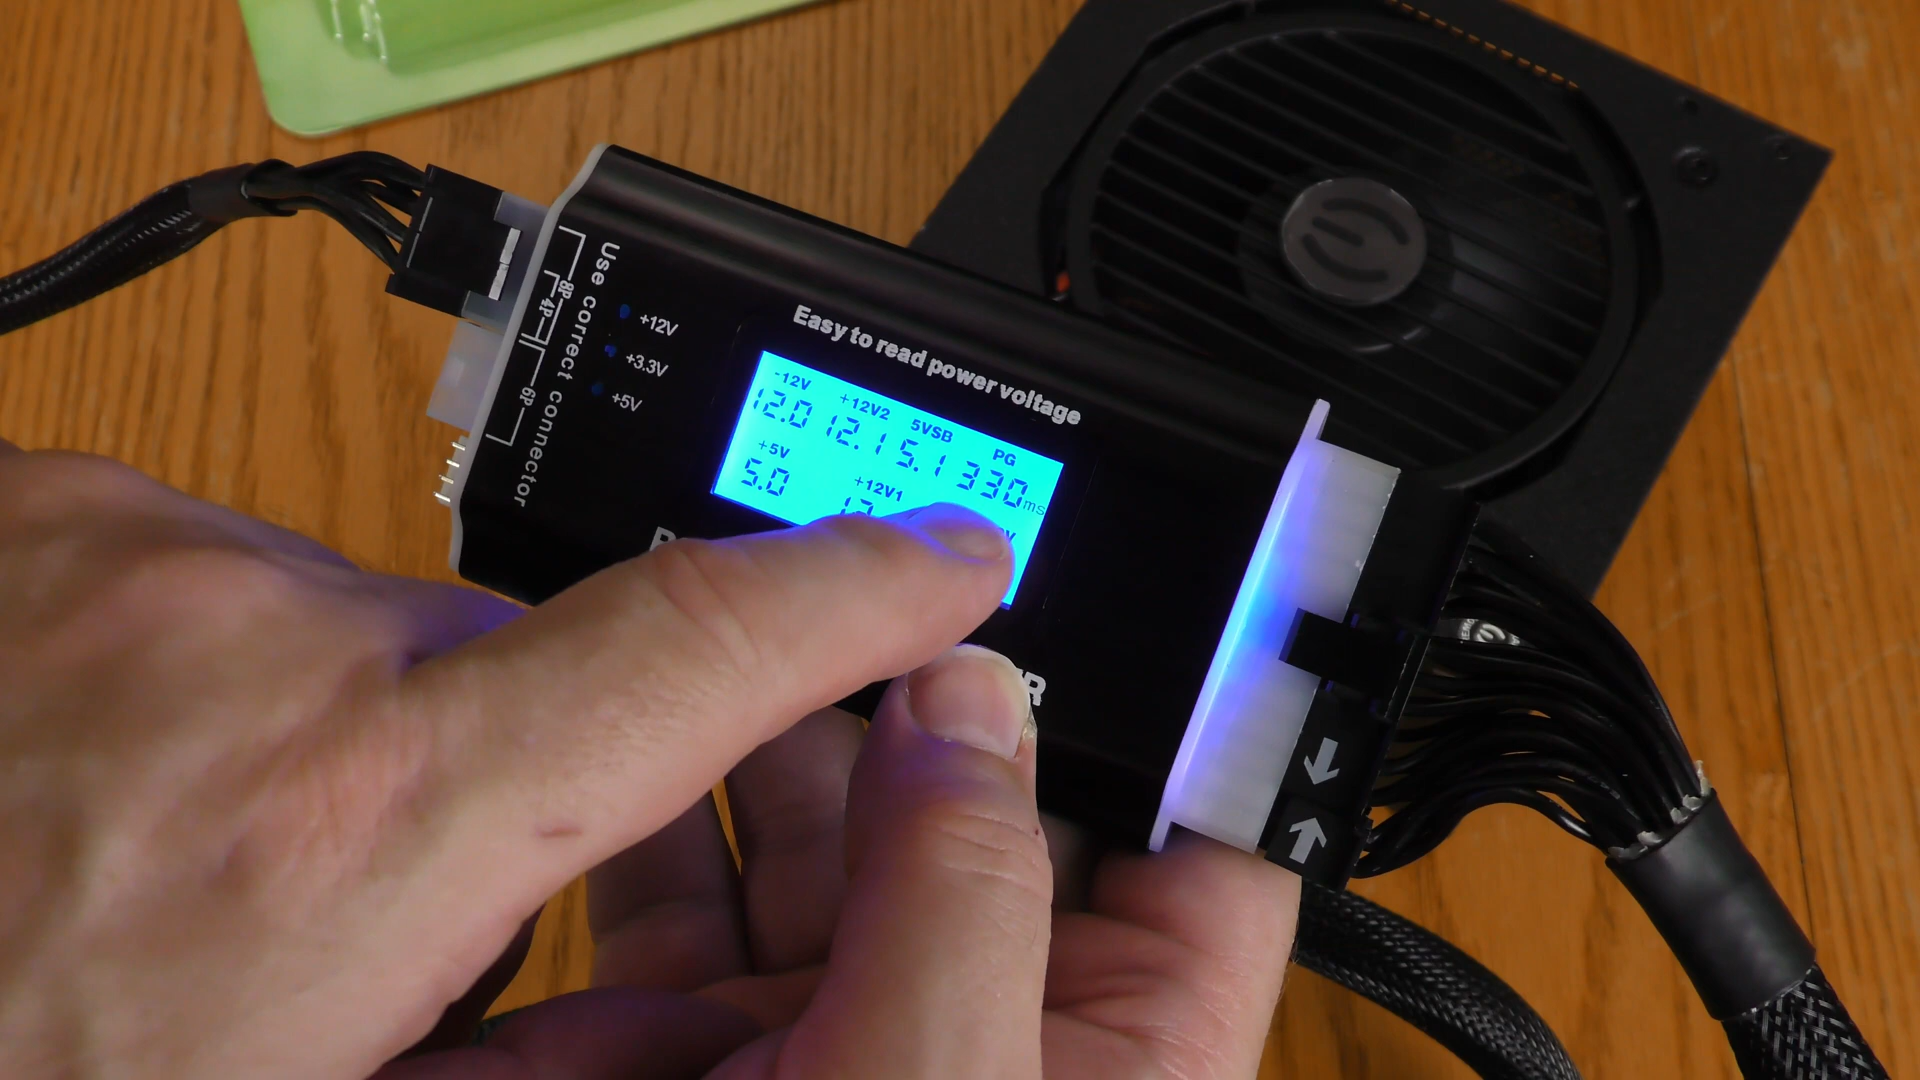 Use correct connector
8P
4P
6P
+12V
+3.3V
+5V
Easy to read power voltage
-12V +12V2 5VSB PG
12.0 12.1 5.1 330ms
+5V +12V1
5.0